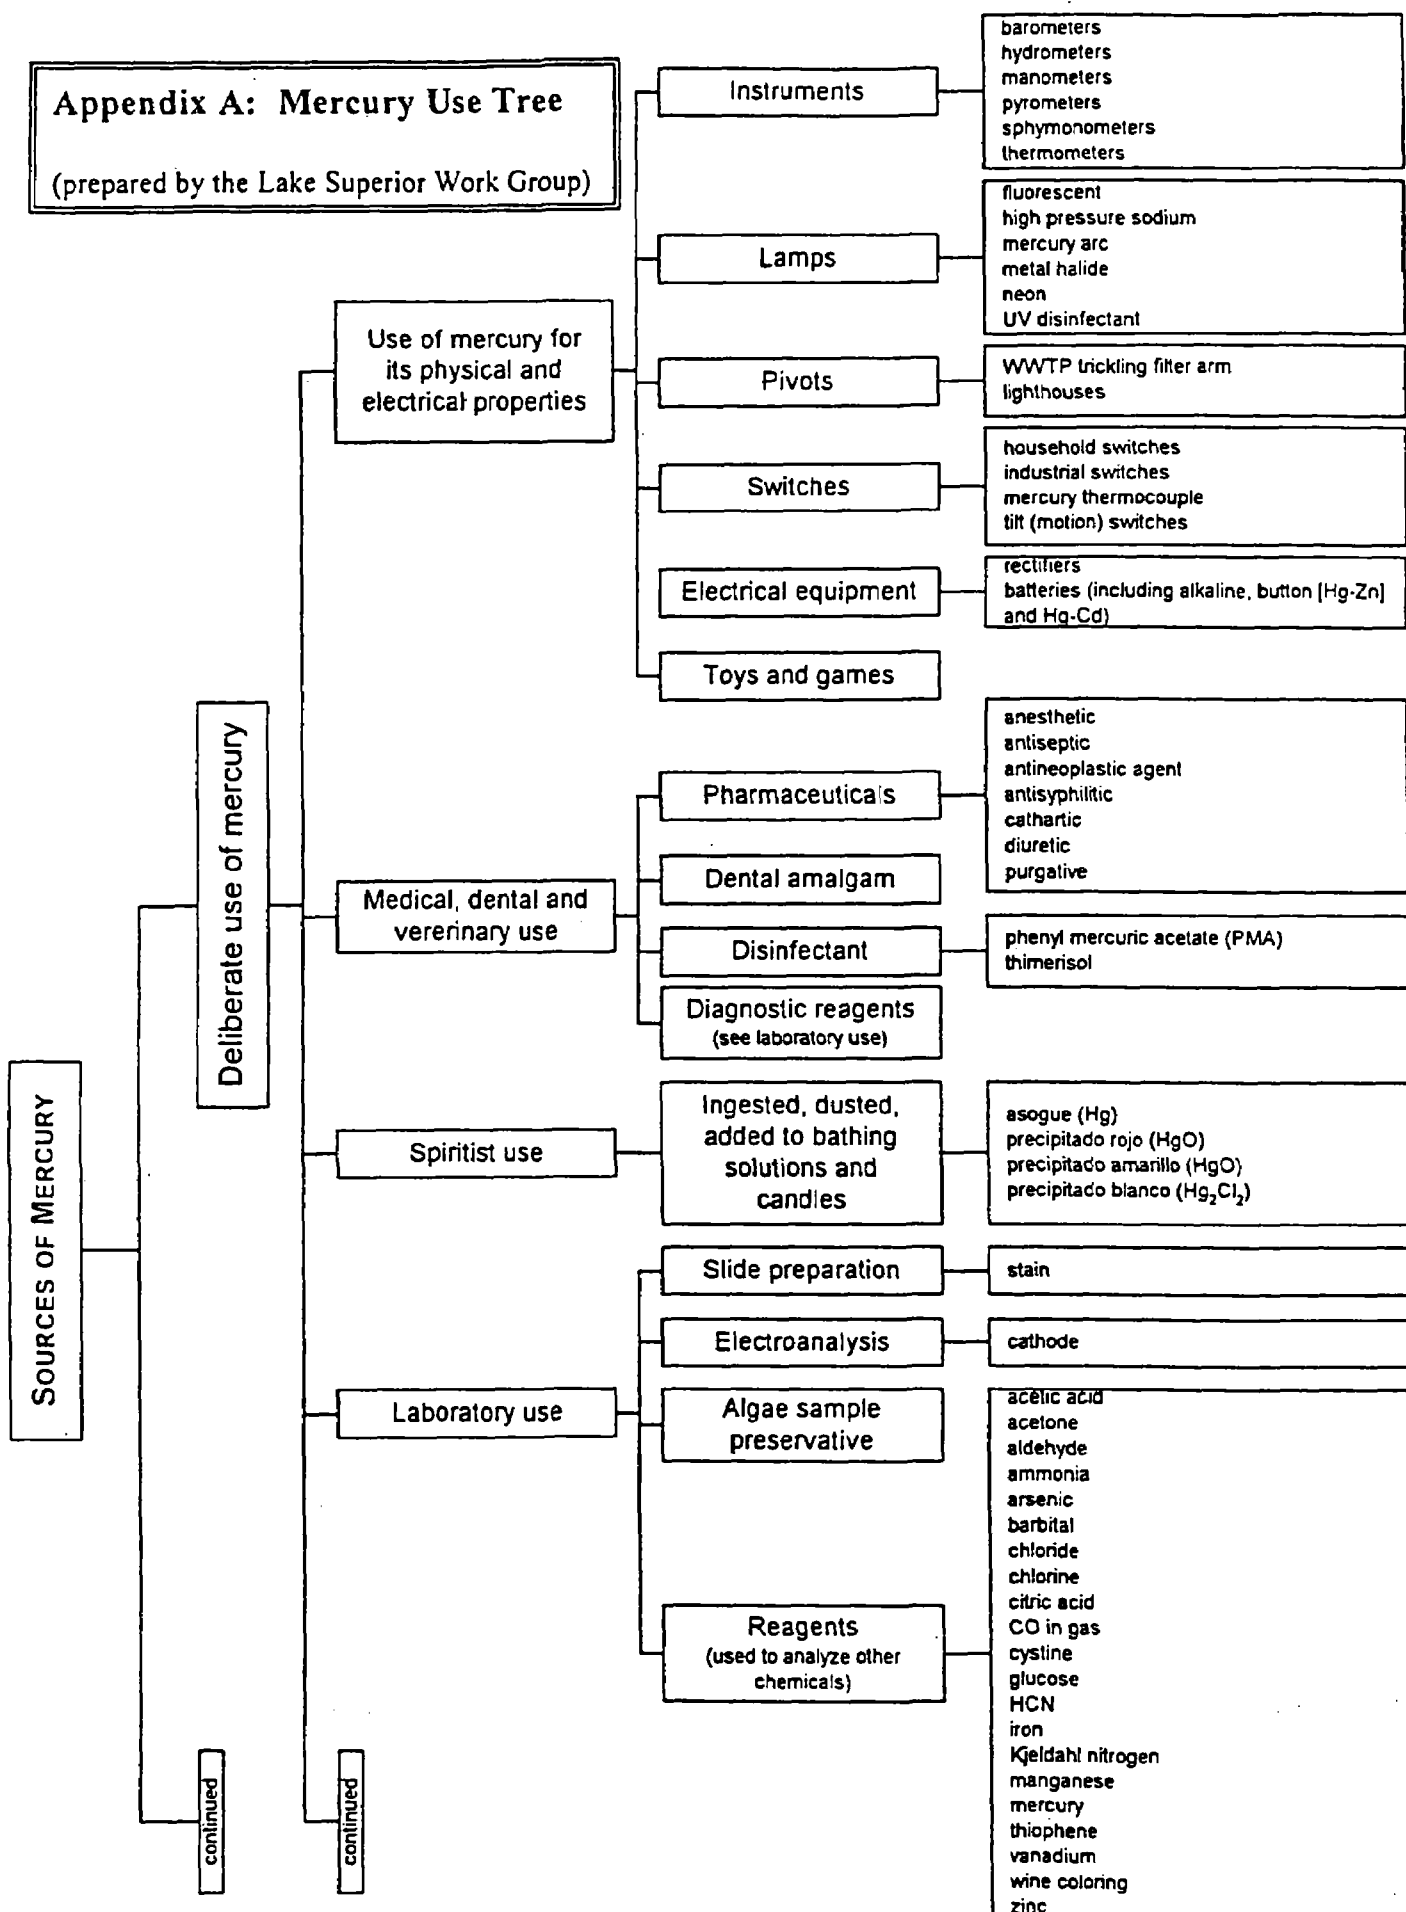 Appendix A: Mercury Use Tree
(prepared by the Lake Superior Work Group)
SOURCES OF MERCURY
Deliberate use of mercury
continued
continued
Use of mercury for
its physical and
electrical properties
Instruments
barometers
hydrometers
manometers
pyrometers
sphymonometers
thermometers
Lamps
fluorescent
high pressure sodium
mercury arc
metal halide
neon
UV disinfectant
Pivots
WWTP trickling filter arm
lighthouses
Switches
household switches
industrial switches
mercury thermocouple
tilt (motion) switches
Electrical equipment
rectifiers
batteries (including alkaline, button [Hg-Zn]
and Hg-Cd)
Toys and games
Medical, dental and
vererinary use
Pharmaceuticals
anesthetic
antiseptic
antineoplastic agent
antisyphilitic
cathartic
diuretic
purgative
Dental amalgam
Disinfectant
phenyl mercuric acetate (PMA)
thimerisol
Diagnostic reagents
(see laboratory use)
Spiritist use
Ingested, dusted,
added to bathing
solutions and
candles
asogue (Hg)
precipitado rojo (HgO)
precipitado amarillo (HgO)
precipitado blanco (Hg₂Cl₂)
Laboratory use
Slide preparation
stain
Electroanalysis
cathode
Algae sample
preservative
Reagents
(used to analyze other
chemicals)
acetic acid
acetone
aldehyde
ammonia
arsenic
barbital
chloride
chlorine
citric acid
CO in gas
cystine
glucose
HCN
iron
Kjeldahl nitrogen
manganese
mercury
thiophene
vanadium
wine coloring
zinc